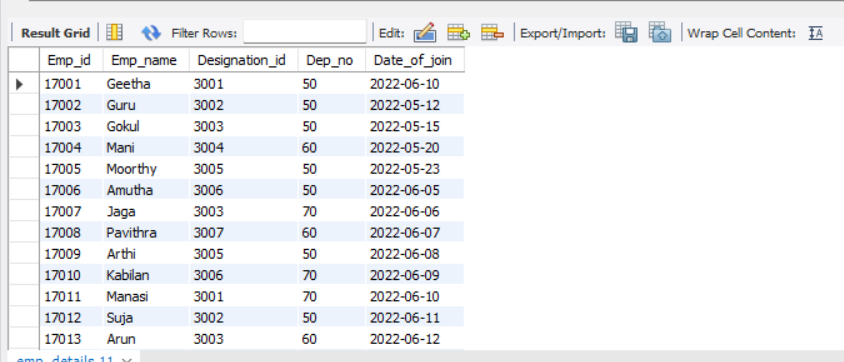 Result Grid Filter Rows: Edit: Export/Import: Wrap Cell Content: IA
Emp_id Emp_name Designation_id Dep_no Date_of_join
17001 Geetha 3001 50 2022-06-10
17002 Guru 3002 50 2022-05-12
17003 Gokul 3003 50 2022-05-15
17004 Mani 3004 60 2022-05-20
17005 Moorthy 3005 50 2022-05-23
17006 Amutha 3006 50 2022-06-05
17007 Jaga 3003 70 2022-06-06
17008 Pavithra 3007 60 2022-06-07
17009 Arthi 3005 50 2022-06-08
17010 Kabilan 3006 70 2022-06-09
17011 Manasi 3001 70 2022-06-10
17012 Suja 3002 50 2022-06-11
17013 Arun 3003 60 2022-06-12
emp_details 11